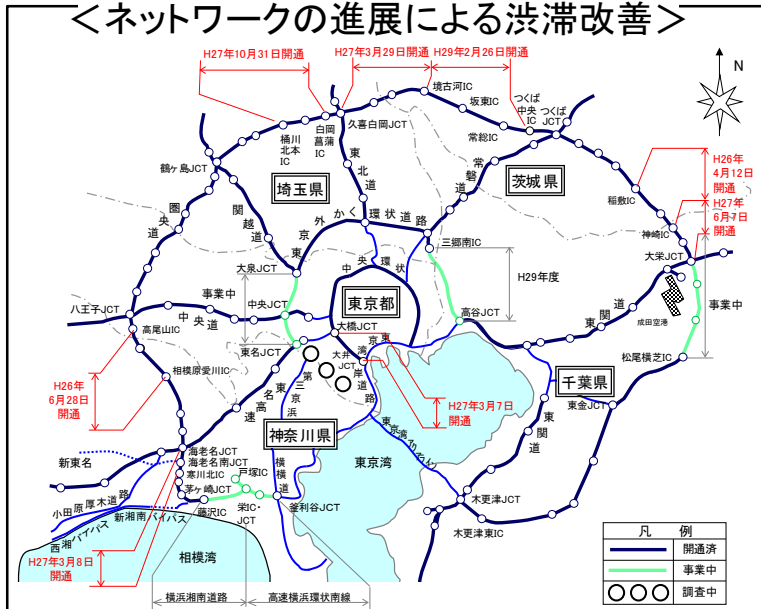 ＜ネットワークの進展による渋滞改善＞
H27年10月31日開通
H27年3月29日開通
H29年2月26日開通
N
境古河IC
坂東IC
つくば
中央
IC
つくば
JCT
常総IC
白岡
菖蒲
IC
桶川
北本
IC
久喜白岡JCT
東北道
常磐道
茨城県
埼玉県
鶴ヶ島JCT
関越道
圏央道
東京外かく環状道路
H26年
4月12日
開通
稲敷IC
H27年
6月7日
開通
神崎IC
大栄JCT
三郷南IC
中央環状
大泉JCT
H29年度
事業中
東京都
中央JCT
事業中
八王子JCT
中央道
高尾山IC
大橋JCT
高谷JCT
東関道
成田空港
東名JCT
大井
JCT
東京湾岸道路
松尾横芝IC
相模原愛川IC
東名高速
第三京浜
千葉県
H26年
6月28日
開通
H27年3月7日
開通
東金JCT
東関道
神奈川県
東京湾アクアライン
東京湾
海老名JCT
海老名南JCT
新東名
寒川北IC
戸塚IC
横横道
茅ヶ崎JCT
小田原厚木道路
新湘南バイパス
西湘バイパス
藤沢IC
栄IC・
JCT
釜利谷JCT
木更津JCT
木更津東IC
相模湾
H27年3月8日
開通
横浜湘南道路
高速横浜環状南線
凡　例
開通済
事業中
調査中